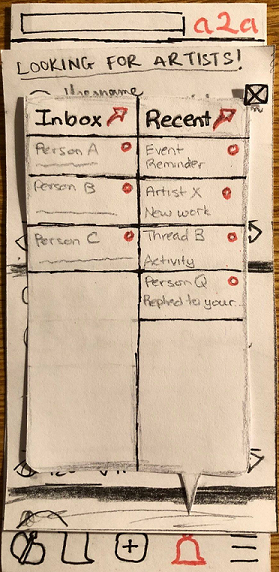 a2a
LOOKING FOR ARTISTS!
Username
Inbox
Recent
Person A
Event
Reminder
Person B
Artist X
New work
Person C
Thread B
Activity
Person Q
Replied to your...